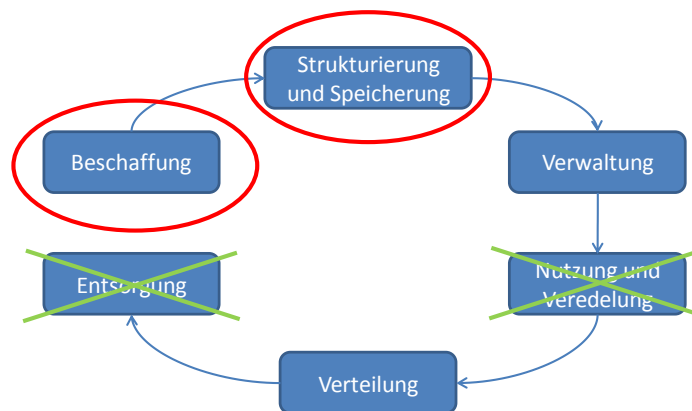 Strukturierung
und Speicherung
Beschaffung
Verwaltung
Entsorgung
Nutzung und
Veredelung
Verteilung